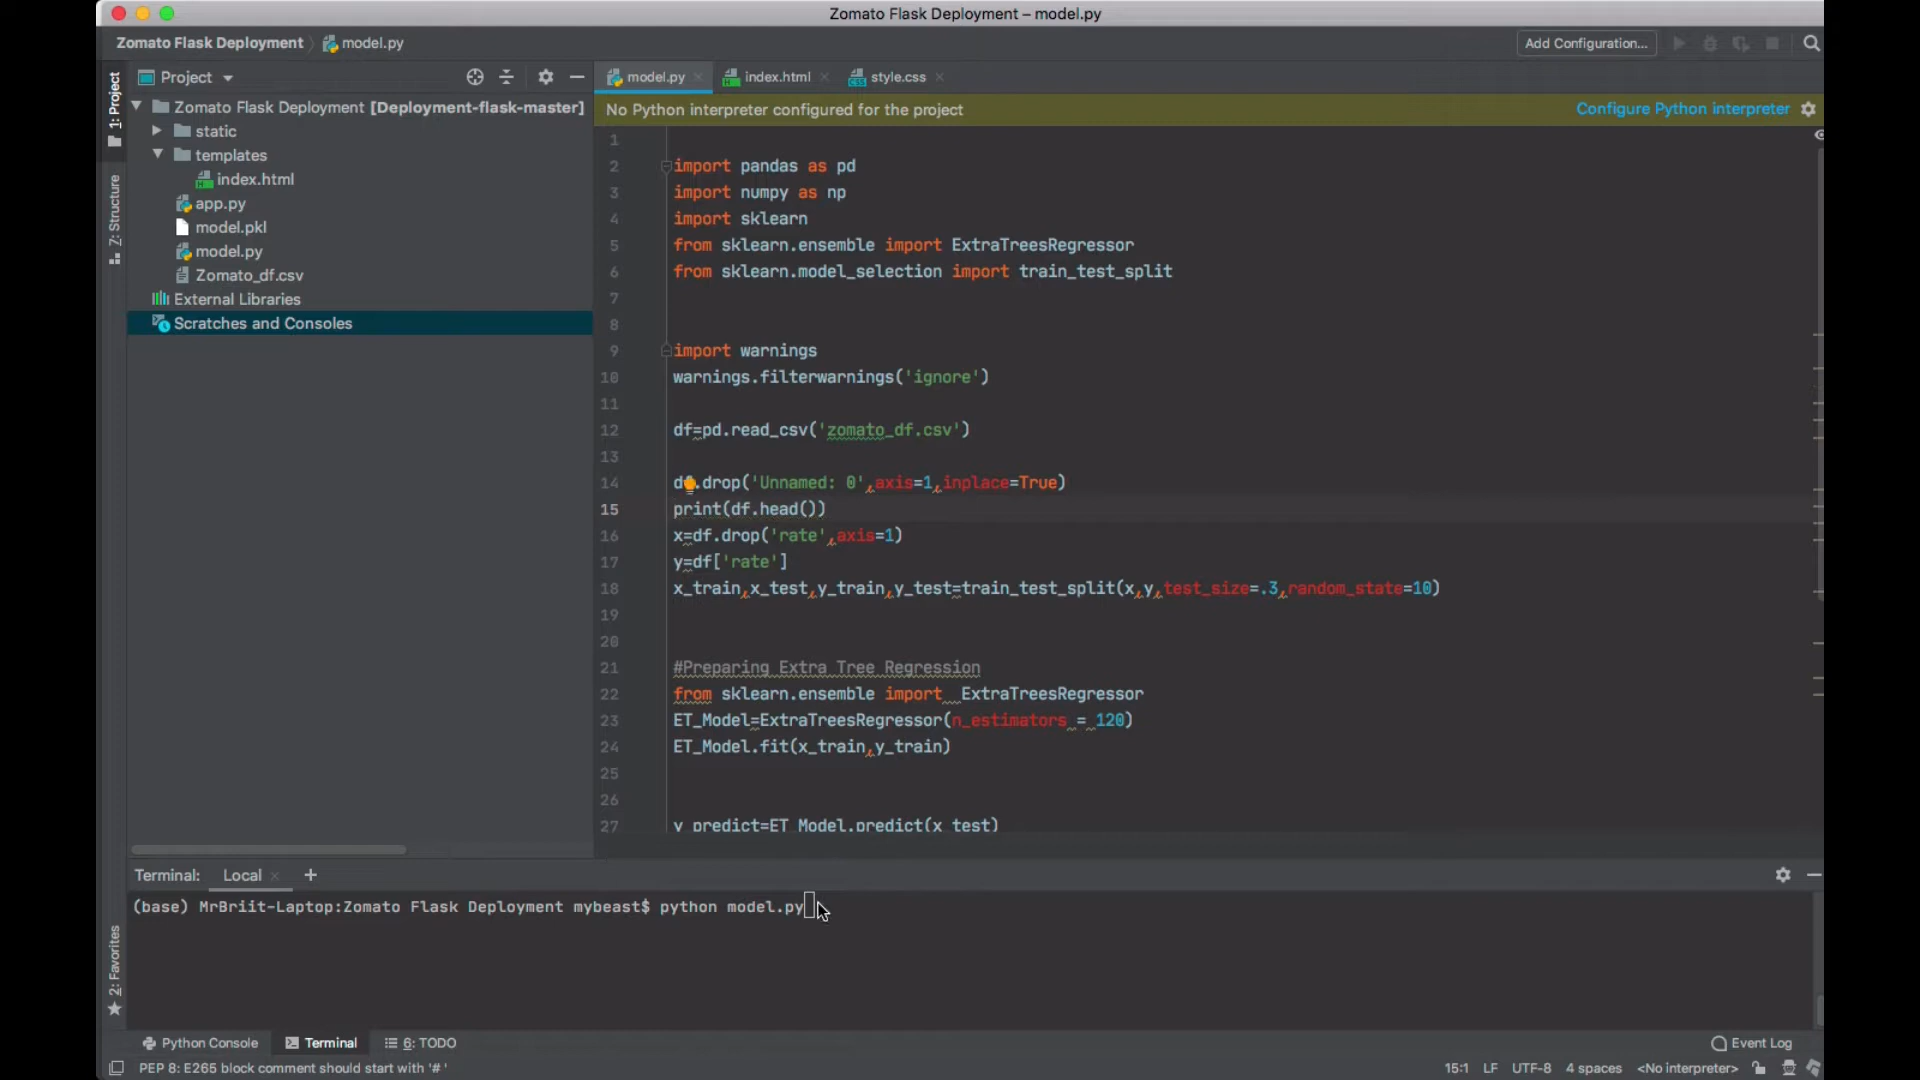 Zomato Flask Deployment – model.py
Zomato Flask Deployment
model.py
Add Configuration...
1: Project
Z: Structure
2: Favorites
Project
Zomato Flask Deployment [Deployment-flask-master]
static
templates
index.html
app.py
model.pkl
model.py
Zomato_df.csv
External Libraries
Scratches and Consoles
model.py
index.html
style.css
No Python interpreter configured for the project
Configure Python interpreter
1
2 import pandas as pd
3 import numpy as np
4 import sklearn
5 from sklearn.ensemble import ExtraTreesRegressor
6 from sklearn.model_selection import train_test_split
7
8
9 import warnings
10 warnings.filterwarnings('ignore')
11
12 df=pd.read_csv('zomato_df.csv')
13
14 d .drop('Unnamed: 0',axis=1,inplace=True)
15 print(df.head())
16 x=df.drop('rate',axis=1)
17 y=df['rate']
18 x_train,x_test,y_train,y_test=train_test_split(x,y,test_size=.3,random_state=10)
19
20
21 #Preparing Extra Tree Regression
22 from sklearn.ensemble import  ExtraTreesRegressor
23 ET_Model=ExtraTreesRegressor(n_estimators = 120)
24 ET_Model.fit(x_train,y_train)
25
26
27 y_predict=ET_Model.predict(x_test)
Terminal:
Local
(base) MrBriit-Laptop:Zomato Flask Deployment mybeast$ python model.py
Python Console
Terminal
6: TODO
Event Log
PEP 8: E265 block comment should start with '# '
15:1
LF
UTF-8
4 spaces
<No interpreter>